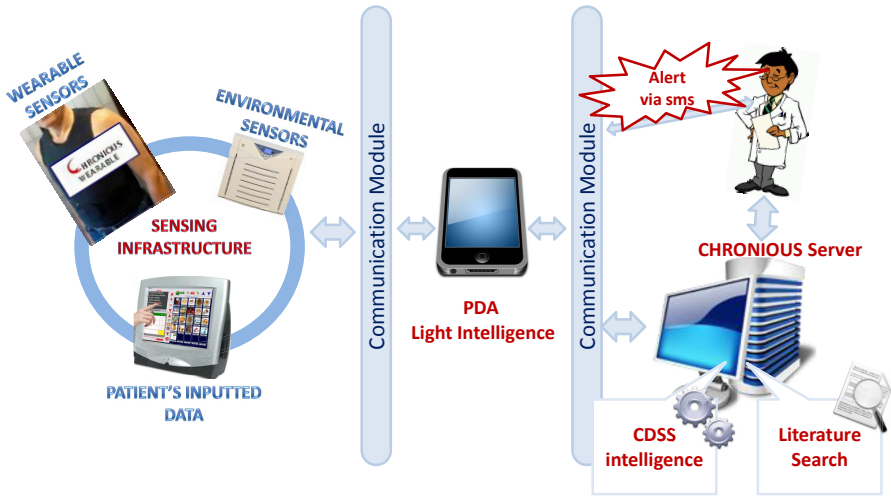 WEARABLE
SENSORS
ENVIRONMENTAL
SENSORS
CHRONIOUS
WEARABLE
SENSING
INFRASTRUCTURE
PATIENT'S INPUTTED
DATA
Communication Module
PDA
Light Intelligence
Communication Module
Alert
via sms
CHRONIOUS Server
CDSS
intelligence
Literature
Search